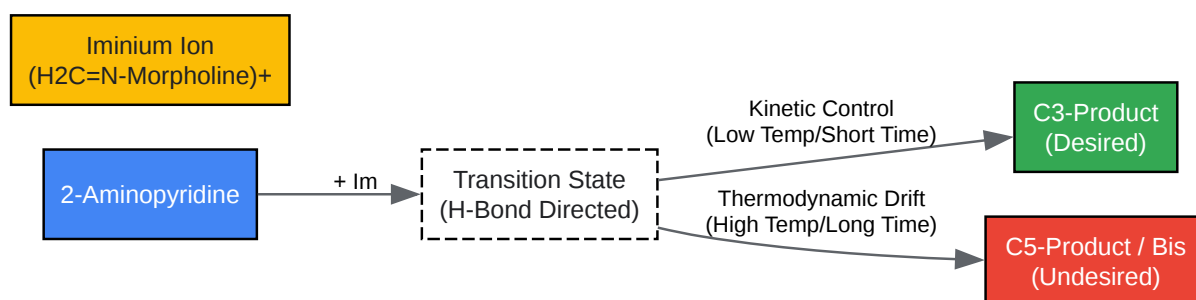 Iminium Ion
(H2C=N-Morpholine)+
2-Aminopyridine
+ Im
Transition State
(H-Bond Directed)
Kinetic Control
(Low Temp/Short Time)
Thermodynamic Drift
(High Temp/Long Time)
C3-Product
(Desired)
C5-Product / Bis
(Undesired)